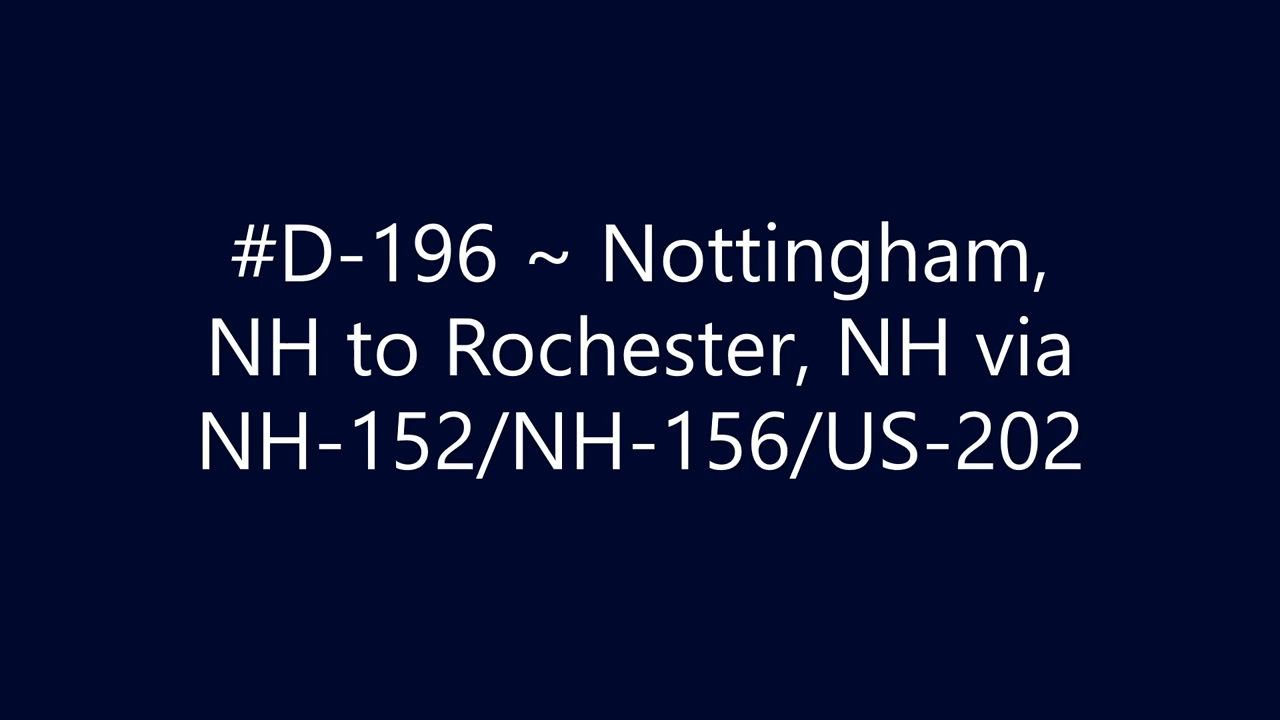 #D-196 ~ Nottingham,
NH to Rochester, NH via
NH-152/NH-156/US-202